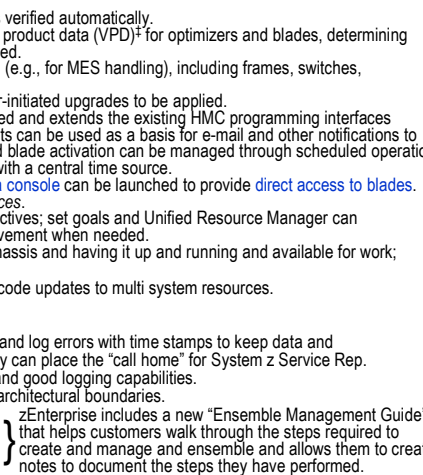 s verified automatically.
product data (VPD)‡ for optimizers and blades, determining
ed.
(e.g., for MES handling), including frames, switches,
r-initiated upgrades to be applied.
ed and extends the existing HMC programming interfaces
ts can be used as a basis for e-mail and other notifications to
d blade activation can be managed through scheduled operatio
with a central time source.
console can be launched to provide direct access to blades.
ces.
ctives; set goals and Unified Resource Manager can
vement when needed.
hassis and having it up and running and available for work;
code updates to multi system resources.
and log errors with time stamps to keep data and
y can place the “call home” for System z Service Rep.
and good logging capabilities.
architectural boundaries.
zEnterprise includes a new “Ensemble Management Guide”
that helps customers walk through the steps required to
create and manage and ensemble and allows them to creat
notes to document the steps they have performed.